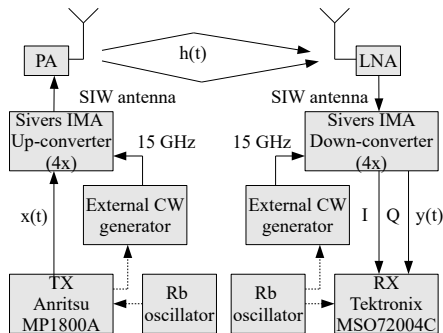 h(t)
PA
LNA
SIW antenna
SIW antenna
Sivers IMA
Up-converter
(4x)
15 GHz
15 GHz
Sivers IMA
Down-converter
(4x)
x(t)
External CW
generator
External CW
generator
I
Q
y(t)
TX
Anritsu
MP1800A
Rb
oscillator
Rb
oscillator
RX
Tektronix
MSO72004C